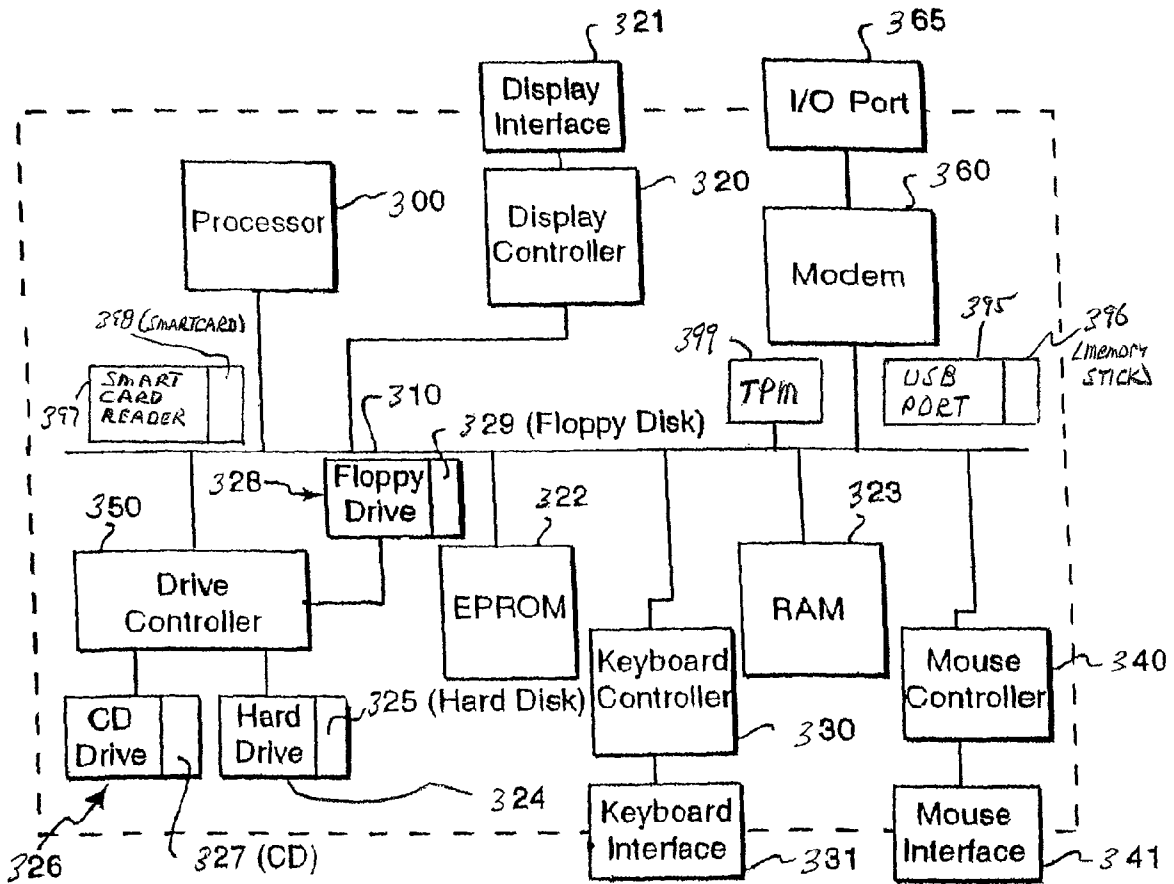 321
365
Display
Interface
I/O Port
320
360
Processor
300
Display
Controller
Modem
398 (SMARTCARD)
399
395
396
(Memory
STICK)
397
SMART
CARD
READER
310
TPM
USB
PORT
329 (Floppy Disk)
328
Floppy
Drive
322
323
350
Drive
Controller
EPROM
RAM
Keyboard
Controller
Mouse
Controller
340
CD
Drive
Hard
Drive
325 (Hard Disk)
330
324
326
327 (CD)
Keyboard
Interface
331
Mouse
Interface
341